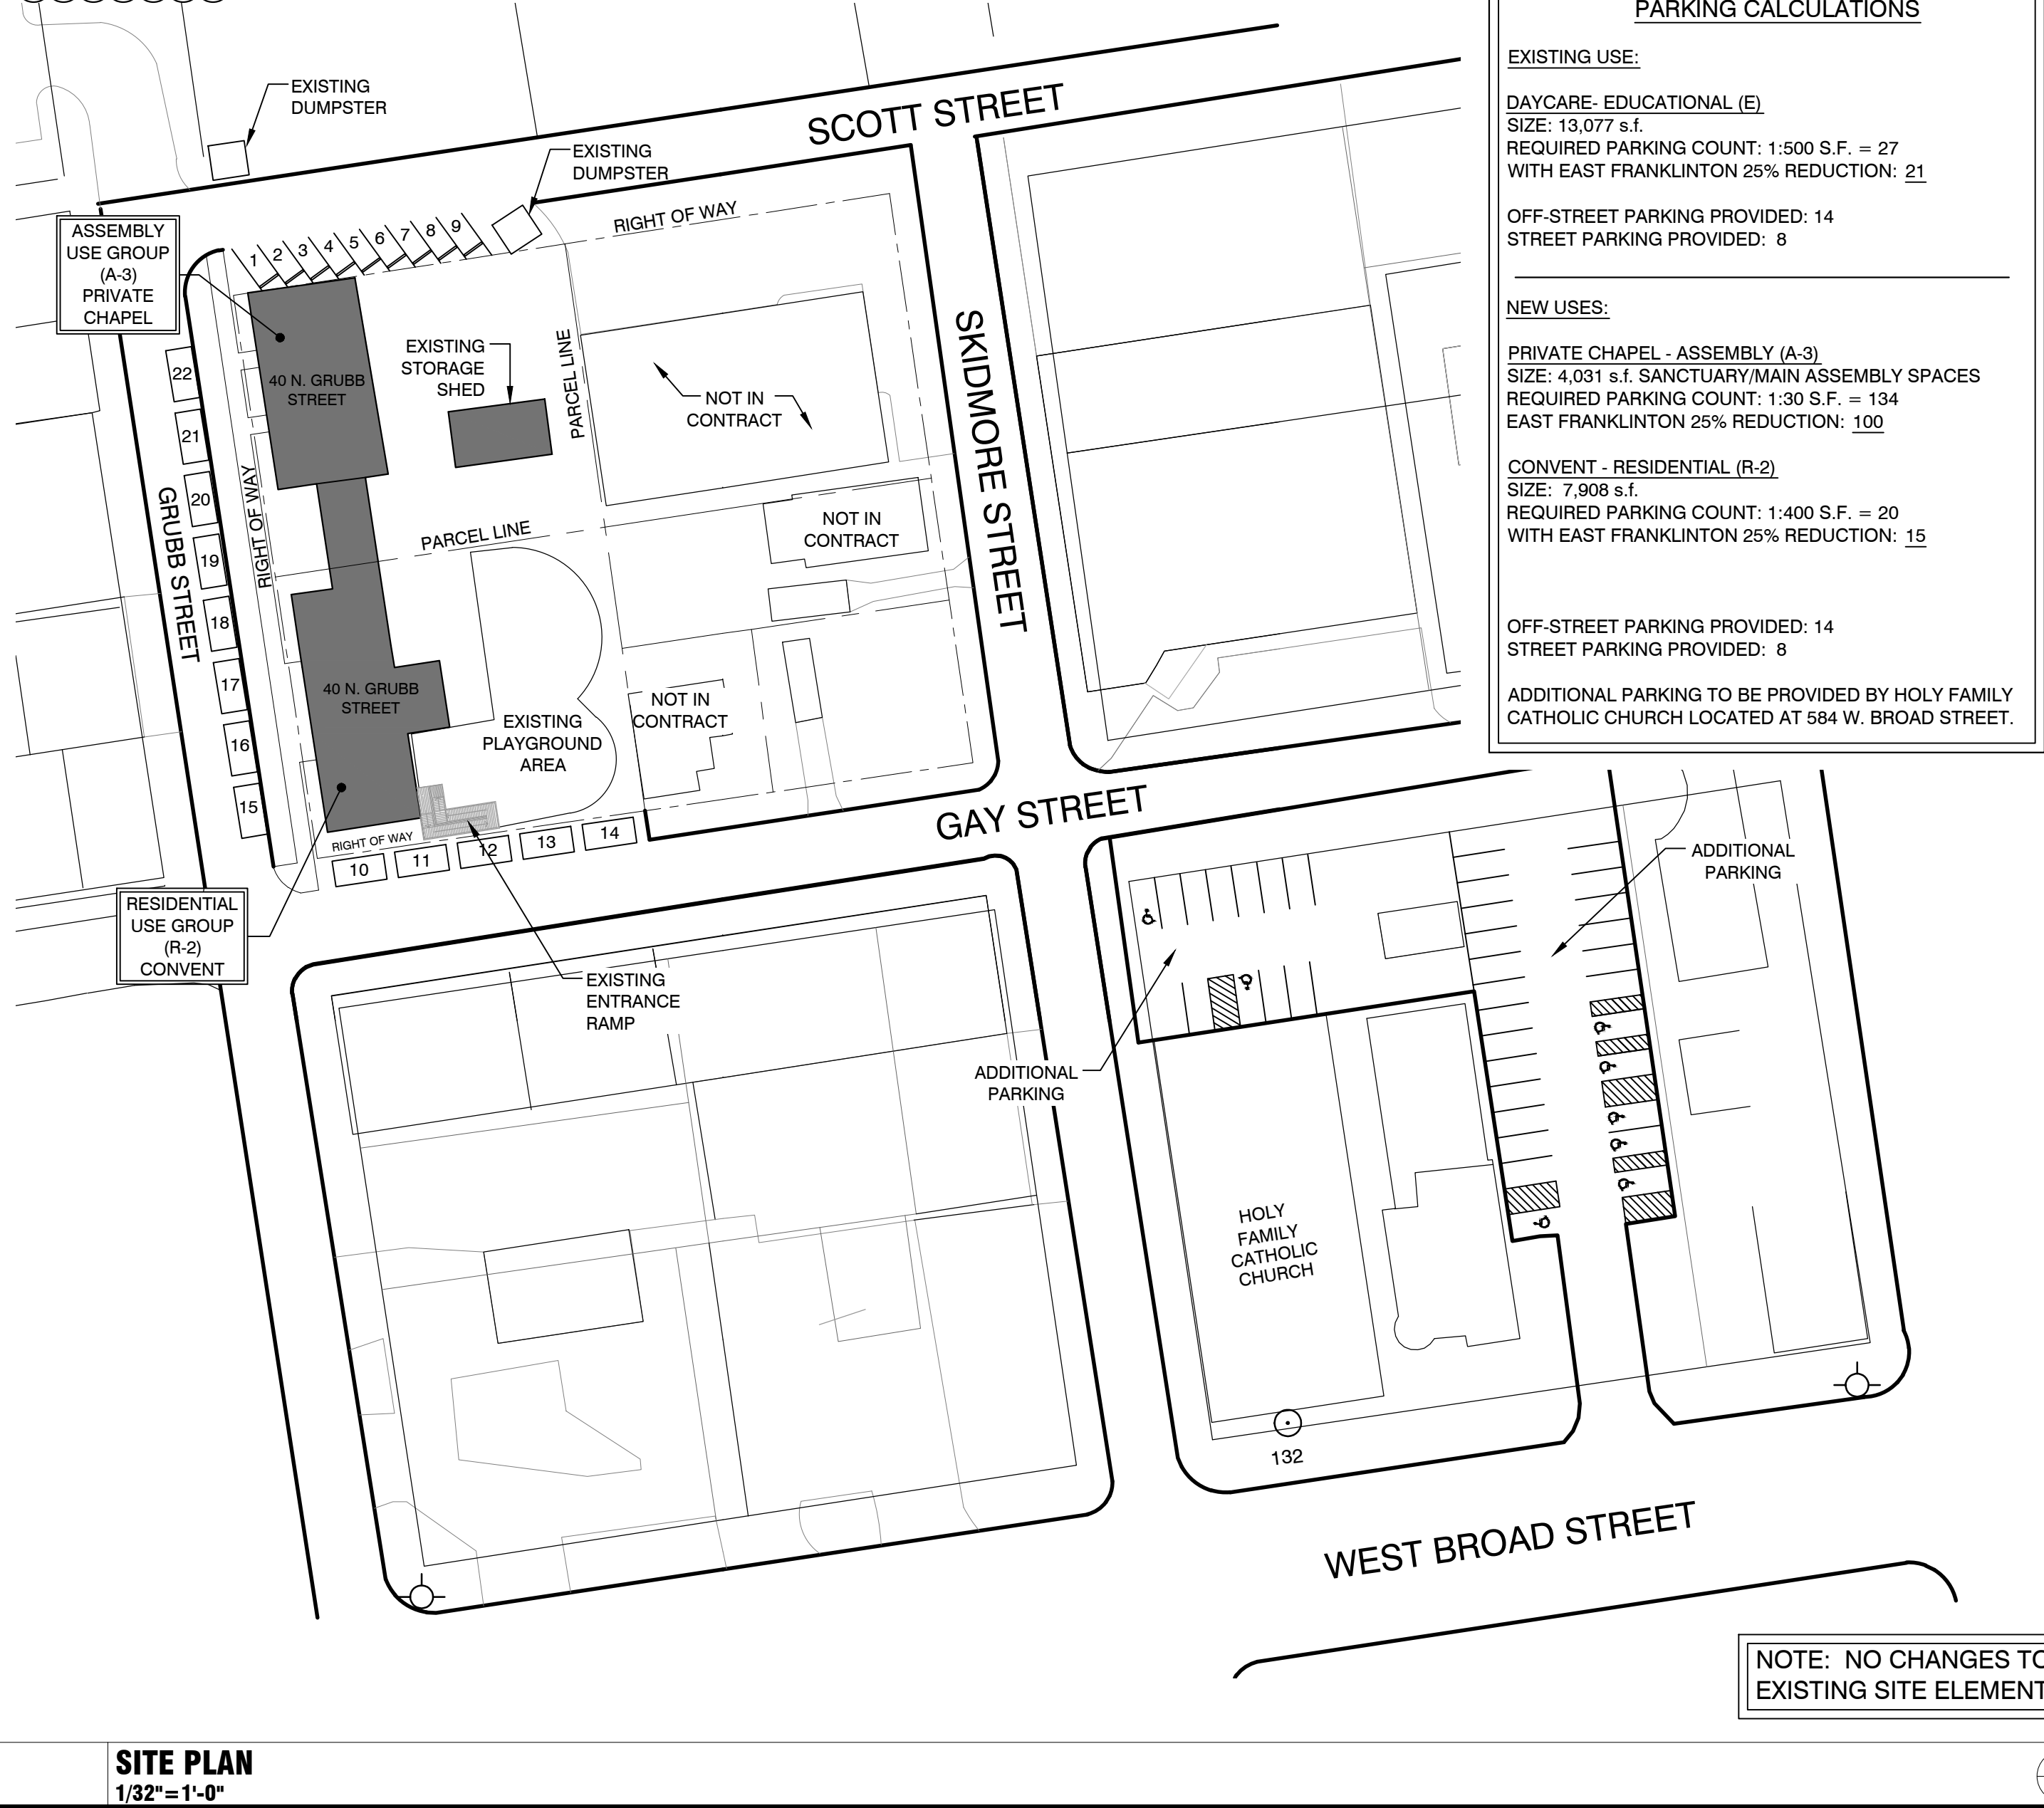 PARKING CALCULATIONS
EXISTING USE:
DAYCARE- EDUCATIONAL (E)
SIZE: 13,077 s.f.
REQUIRED PARKING COUNT: 1:500 S.F. = 27
WITH EAST FRANKLINTON 25% REDUCTION: 21
OFF-STREET PARKING PROVIDED: 14
STREET PARKING PROVIDED: 8
NEW USES:
PRIVATE CHAPEL - ASSEMBLY (A-3)
SIZE: 4,031 s.f. SANCTUARY/MAIN ASSEMBLY SPACES
REQUIRED PARKING COUNT: 1:30 S.F. = 134
EAST FRANKLINTON 25% REDUCTION: 100
CONVENT - RESIDENTIAL (R-2)
SIZE: 7,908 s.f.
REQUIRED PARKING COUNT: 1:400 S.F. = 20
WITH EAST FRANKLINTON 25% REDUCTION: 15
OFF-STREET PARKING PROVIDED: 14
STREET PARKING PROVIDED: 8
ADDITIONAL PARKING TO BE PROVIDED BY HOLY FAMILY
CATHOLIC CHURCH LOCATED AT 584 W. BROAD STREET.
EXISTING
DUMPSTER
SCOTT STREET
EXISTING
DUMPSTER
RIGHT OF WAY
ASSEMBLY
USE GROUP
(A-3)
PRIVATE
CHAPEL
1 2 3 4 5 6 7 8 9
40 N. GRUBB
STREET
EXISTING
STORAGE
SHED
PARCEL LINE
NOT IN
CONTRACT
SKIDMORE STREET
22
21
20
19
18
17
16
15
GRUBB STREET
RIGHT OF WAY
PARCEL LINE
NOT IN
CONTRACT
40 N. GRUBB
STREET
EXISTING
PLAYGROUND
AREA
NOT IN
CONTRACT
RIGHT OF WAY
10 11 12 13 14
GAY STREET
RESIDENTIAL
USE GROUP
(R-2)
CONVENT
EXISTING
ENTRANCE
RAMP
ADDITIONAL
PARKING
ADDITIONAL
PARKING
HOLY
FAMILY
CATHOLIC
CHURCH
132
WEST BROAD STREET
NOTE: NO CHANGES TO
EXISTING SITE ELEMENT
SITE PLAN
1/32"=1'-0"